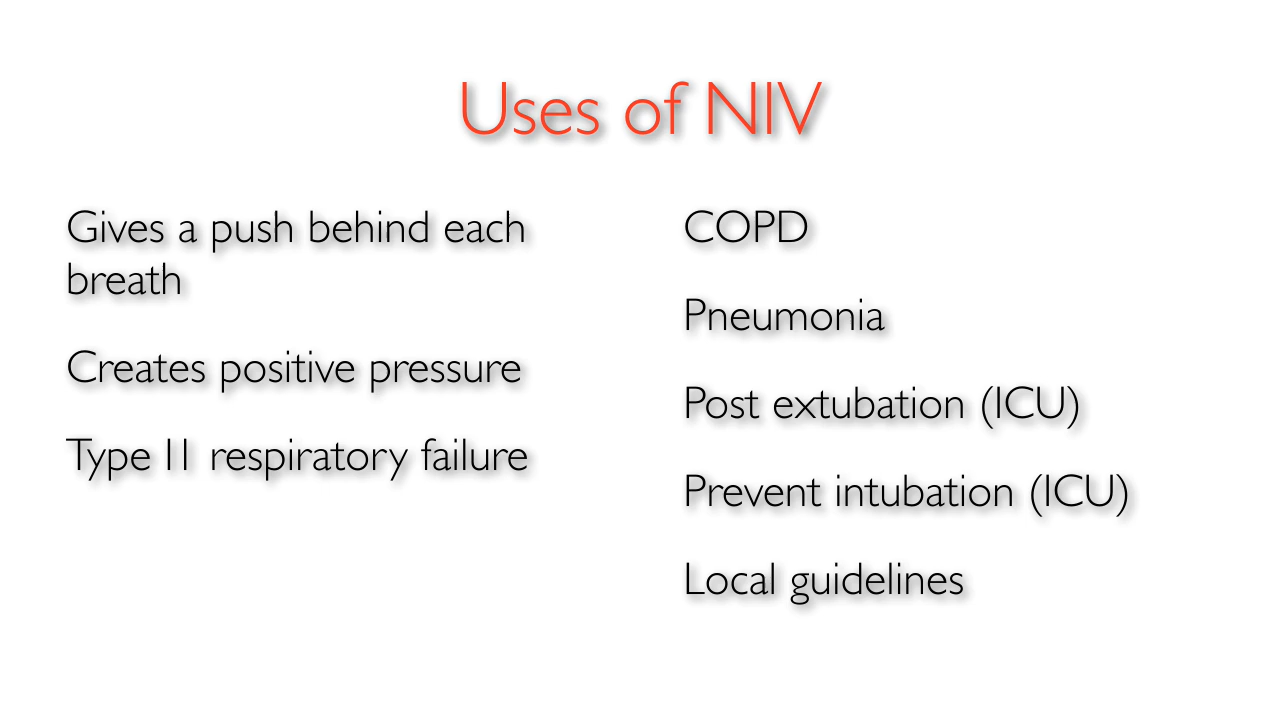 Uses of NIV
Gives a push behind each
breath
Creates positive pressure
Type II respiratory failure
COPD
Pneumonia
Post extubation (ICU)
Prevent intubation (ICU)
Local guidelines